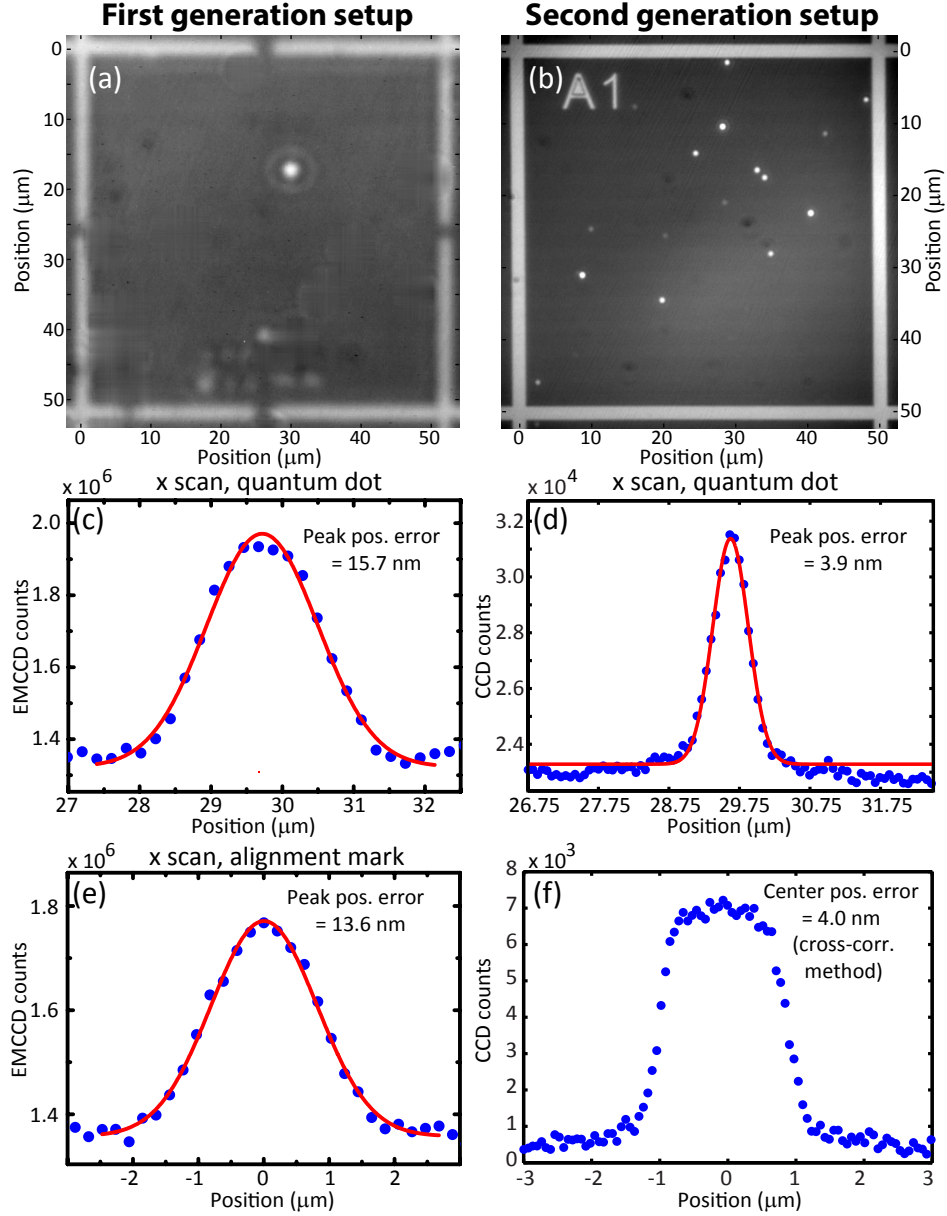 First generation setup
Second generation setup
(a)
0
10
20
30
40
50
Position (μm)
0 10 20 30 40 50
Position (μm)
(b)
A1
0
10
20
30
40
50
Position (μm)
0 10 20 30 40 50
Position (μm)
x 10⁶ x scan, quantum dot
(c)
Peak pos. error
= 15.7 nm
2.0
1.8
1.6
1.4
EMCCD counts
27 28 29 30 31 32
Position (μm)
x 10⁴ x scan, quantum dot
(d)
Peak pos. error
= 3.9 nm
3.2
3.0
2.8
2.6
2.4
CCD counts
26.75 27.75 28.75 29.75 30.75 31.75
Position (μm)
x 10⁶ x scan, alignment mark
(e)
Peak pos. error
= 13.6 nm
1.8
1.6
1.4
EMCCD counts
-2 -1 0 1 2
Position (μm)
x 10³
(f)
Center pos. error
= 4.0 nm
(cross-corr.
method)
8
7
6
5
4
3
2
1
0
CCD counts
-3 -2 -1 0 1 2 3
Position (μm)